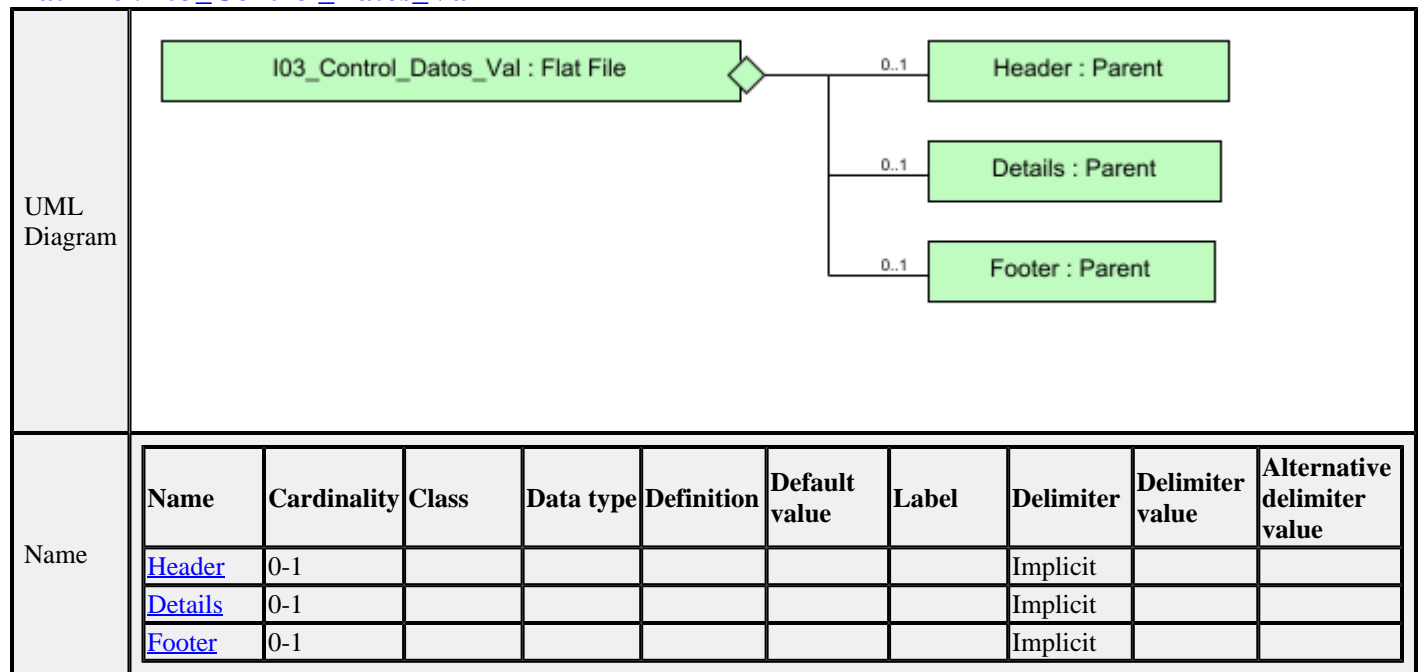 UML
Diagram
I03_Control_Datos_Val : Flat File
0..1
Header : Parent
0..1
Details : Parent
0..1
Footer : Parent
Name
Name Cardinality Class Data type Definition Default value Label Delimiter Delimiter value Alternative delimiter value
Header 0-1 Implicit
Details 0-1 Implicit
Footer 0-1 Implicit